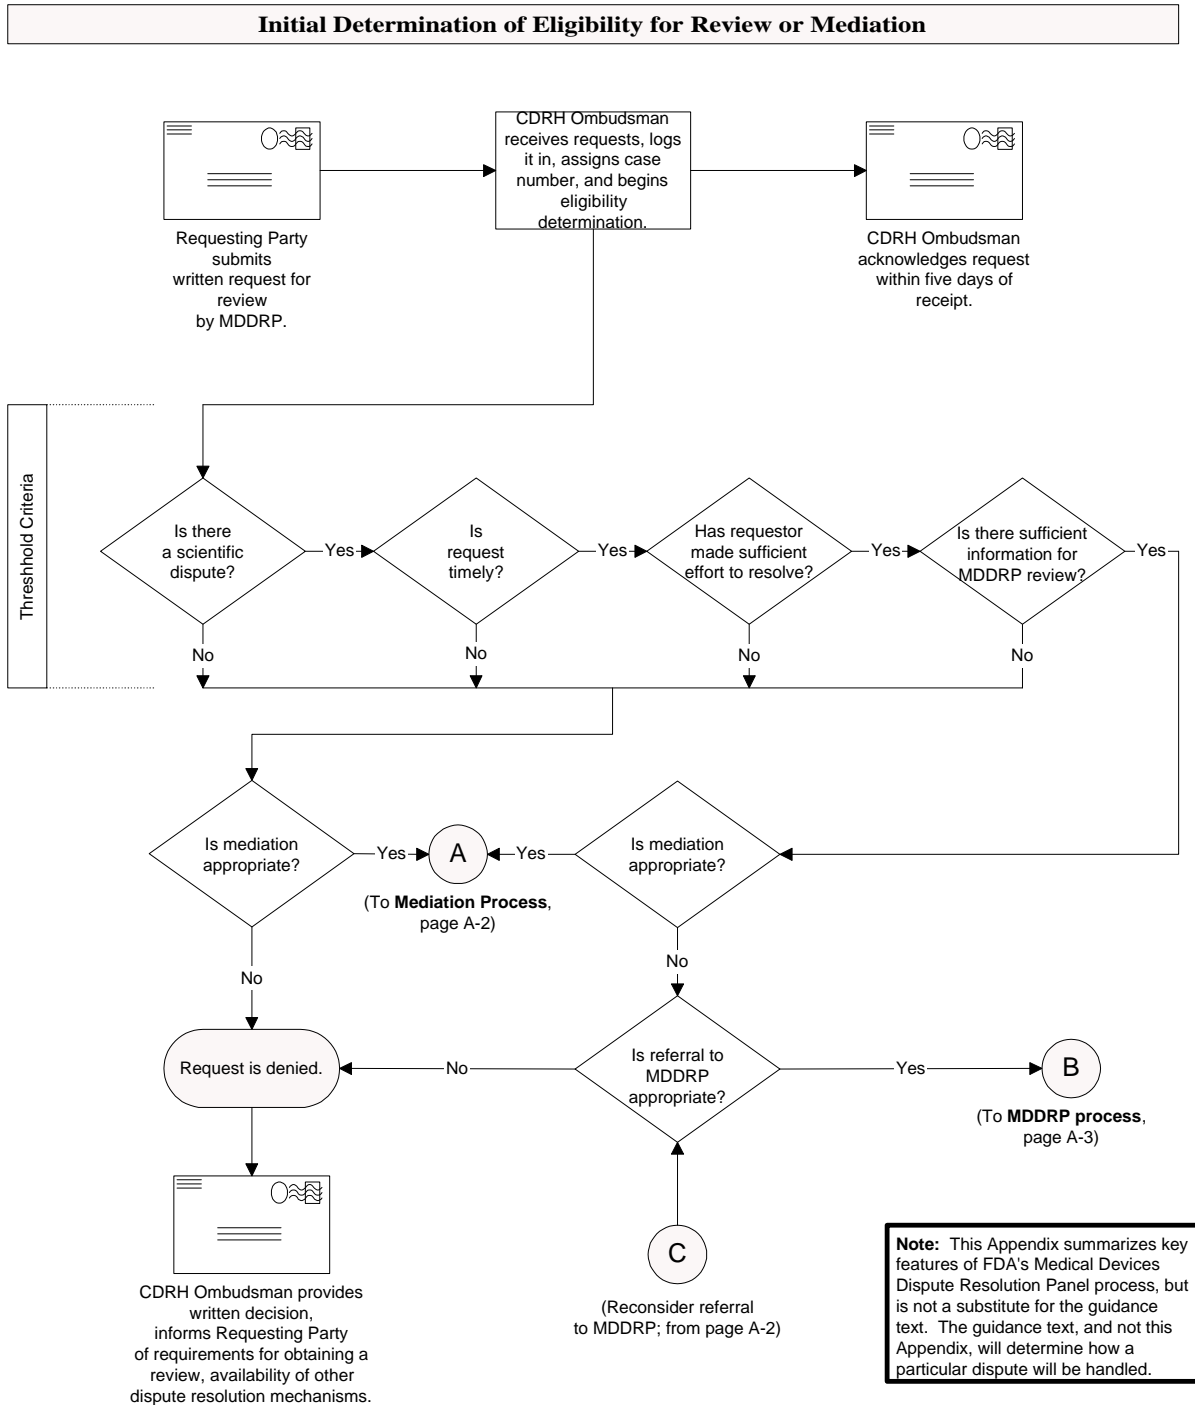 Initial Determination of Eligibility for Review or Mediation
CDRH Ombudsman
receives requests, logs
it in, assigns case
number, and begins
eligibility
determination.
Requesting Party
submits
written request for
review
by MDDRP.
CDRH Ombudsman
acknowledges request
within five days of
receipt.
Threshhold Criteria
Is there
a scientific
dispute?
Yes
Is
request
timely?
Yes
Has requestor
made sufficient
effort to resolve?
Yes
Is there sufficient
information for
MDDRP review?
Yes
No
No
No
No
Is mediation
appropriate?
Yes
A
Yes
Is mediation
appropriate?
(To Mediation Process,
page A-2)
No
No
Request is denied.
No
Is referral to
MDDRP
appropriate?
Yes
B
(To MDDRP process,
page A-3)
C
(Reconsider referral
to MDDRP; from page A-2)
CDRH Ombudsman provides
written decision,
informs Requesting Party
of requirements for obtaining a
review, availability of other
dispute resolution mechanisms.
Note: This Appendix summarizes key
features of FDA's Medical Devices
Dispute Resolution Panel process, but
is not a substitute for the guidance
text. The guidance text, and not this
Appendix, will determine how a
particular dispute will be handled.